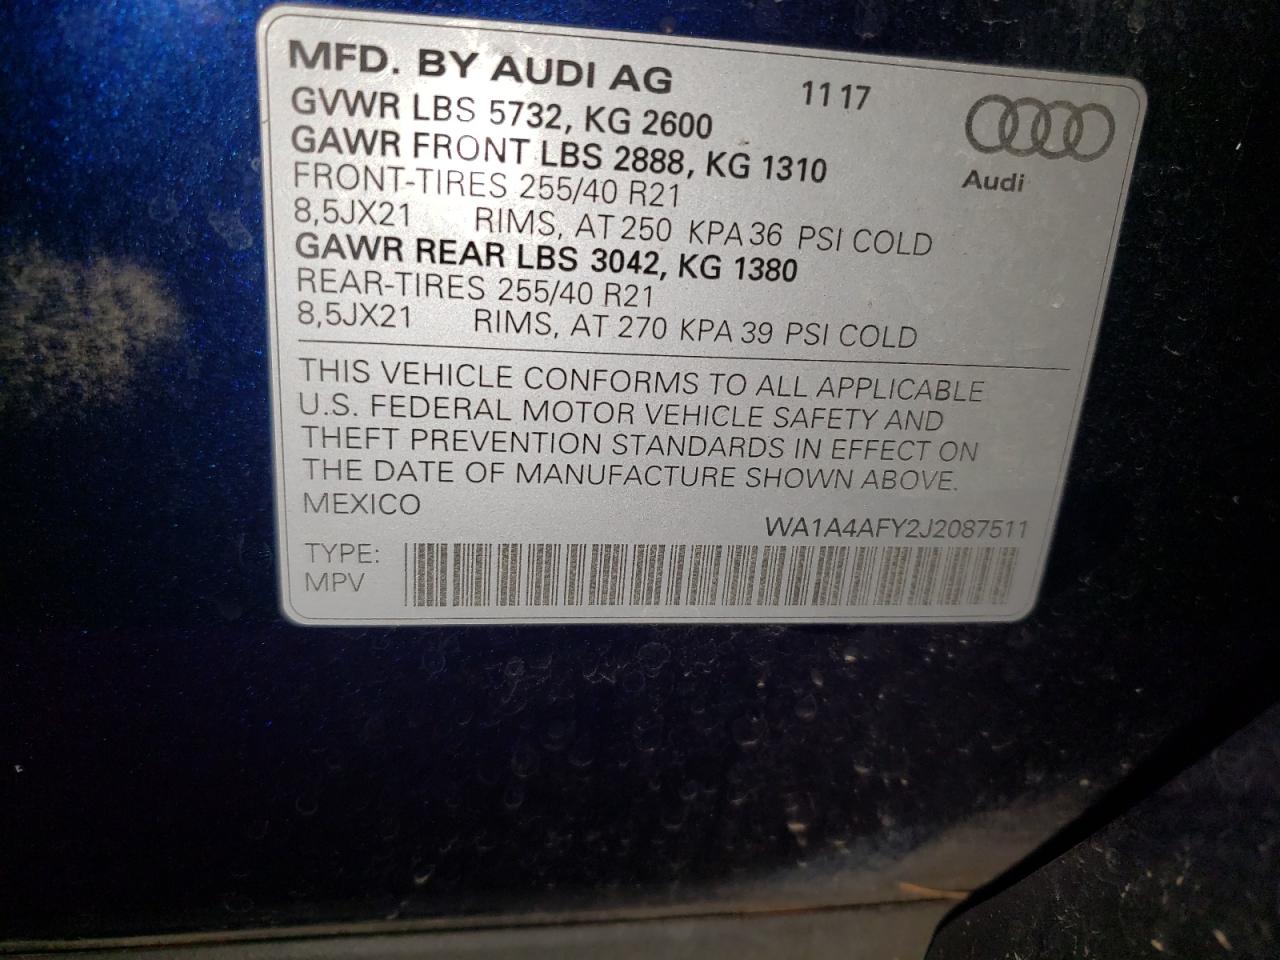 MFD. BY AUDI AG 11 17
GVWR LBS 5732, KG 2600
GAWR FRONT LBS 2888, KG 1310
Audi
FRONT-TIRES 255/40 R21
8,5JX21 RIMS, AT 250 KPA 36 PSI COLD
GAWR REAR LBS 3042, KG 1380
REAR-TIRES 255/40 R21
8,5JX21 RIMS, AT 270 KPA 39 PSI COLD
THIS VEHICLE CONFORMS TO ALL APPLICABLE
U.S. FEDERAL MOTOR VEHICLE SAFETY AND
THEFT PREVENTION STANDARDS IN EFFECT ON
THE DATE OF MANUFACTURE SHOWN ABOVE.
MEXICO
WA1A4AFY2J2087511
TYPE:
MPV